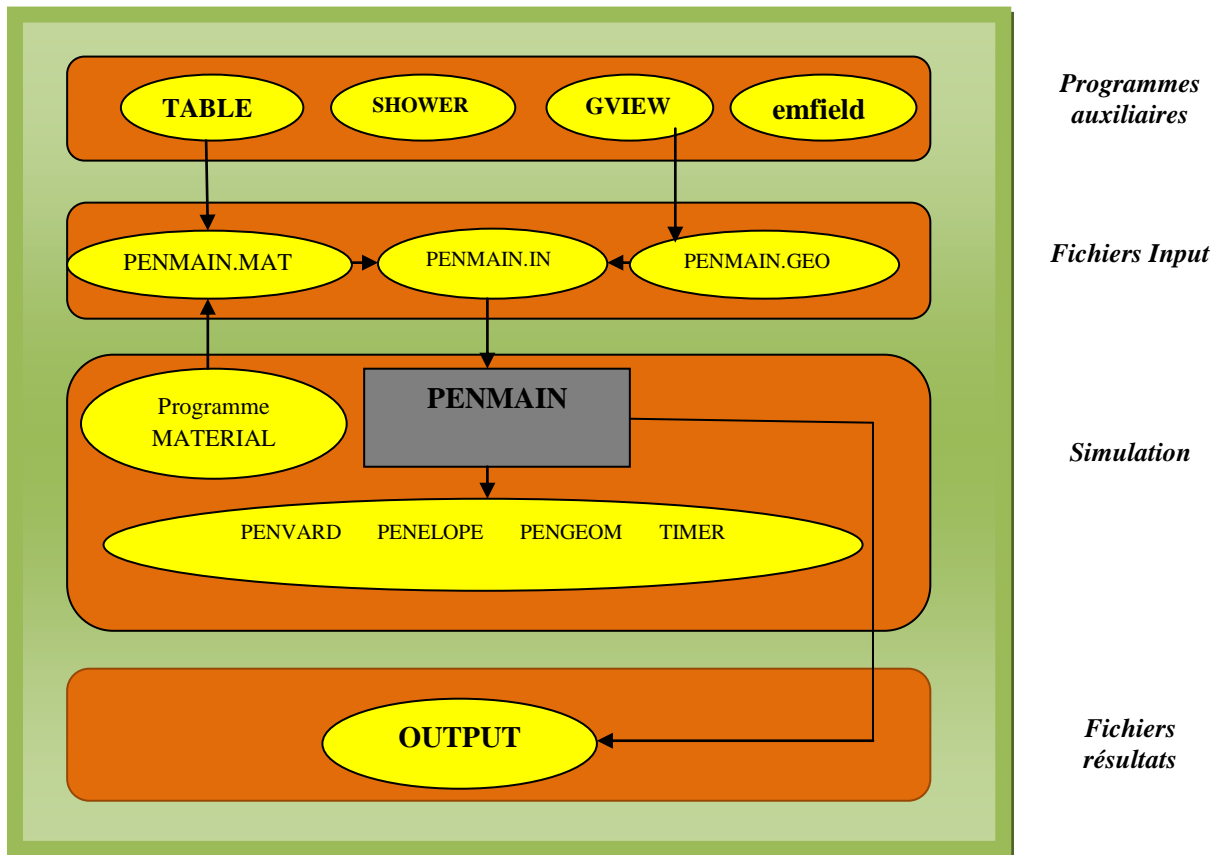 TABLE SHOWER GVIEW emfield
Programmes
auxiliaires
PENMAIN.MAT PENMAIN.IN PENMAIN.GEO
Fichiers Input
Programme
MATERIAL
PENMAIN
Simulation
PENVARD PENELOPE PENGEOM TIMER
OUTPUT
Fichiers
résultats